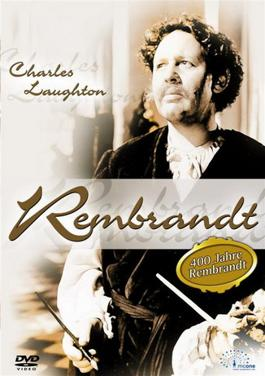 Charles
Laughton
Rembrandt
400 Jahre
Rembrandt
DVD
VIDEO
mcone